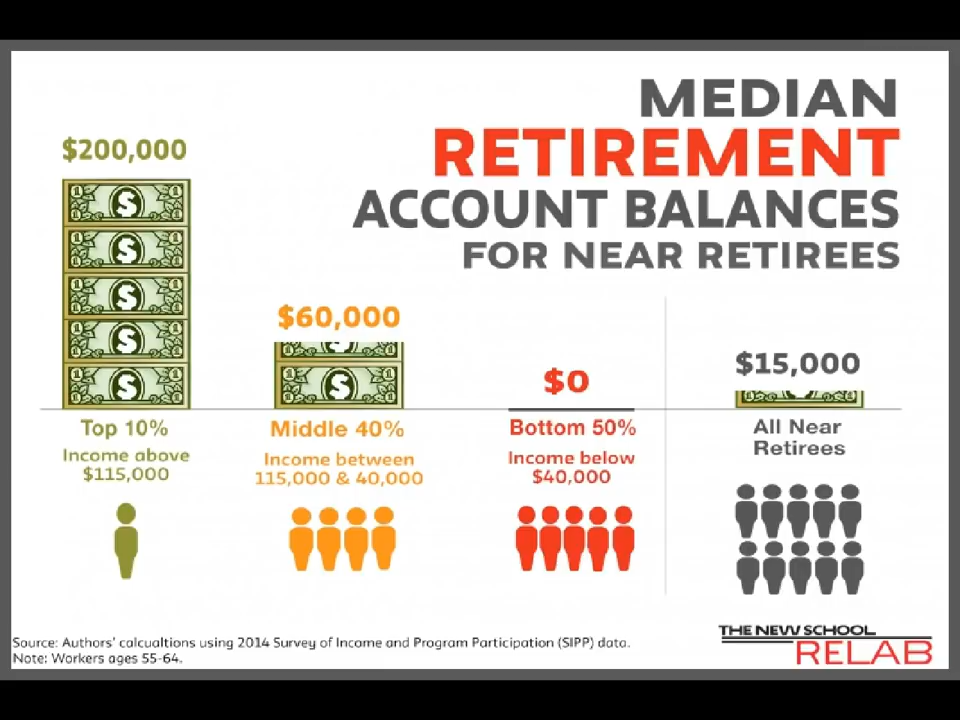 MEDIAN
RETIREMENT
ACCOUNT BALANCES
FOR NEAR RETIREES
$200,000
Top 10%
Income above
$115,000
$60,000
Middle 40%
Income between
115,000 & 40,000
$0
Bottom 50%
Income below
$40,000
$15,000
All Near
Retirees
Source: Authors' calcualtions using 2014 Survey of Income and Program Participation (SIPP) data.
Note: Workers ages 55-64.
THE NEW SCHOOL
RELAB